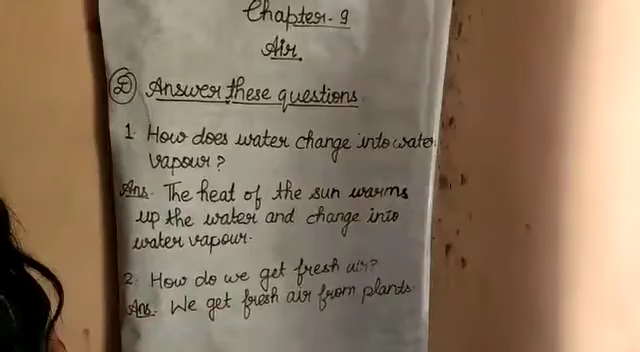 Chapter- 9
Air
D Answer these questions.
1. How does water change into water
vapour?
Ans. The heat of the sun warms
up the water and change into
water vapour.
2. How do we get fresh air?
Ans. We get fresh air from plants.